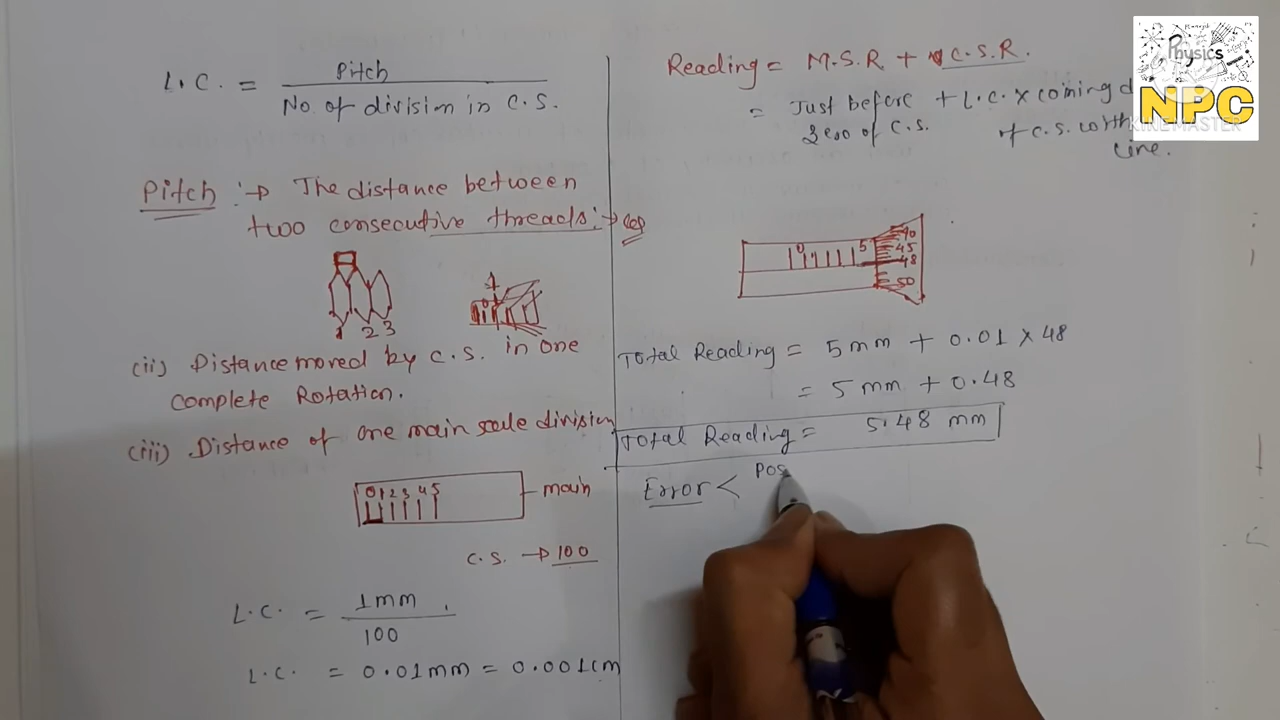 L.C. = Pitch
No. of division in C.S.
Pitch :→ The distance between
two consecutive threads :→
1 2 3
(ii) Distance moved by C.S. in one
Complete Rotation.
(iii) Distance of one main scale division
0 1 2 3 4 5
main
C.S. → 100
L.C. = 1mm
100
L.C. = 0.01mm = 0.001cm
Reading = M.S.R + C.S.R.
= Just before + L.C. x coming d
zero of C.S. of C.S. with
line.
0 5
40
45
48
50
Total Reading = 5mm + 0.01 x 48
= 5 mm + 0.48
Total Reading = 5.48 mm
Error < Pos
Physics
NPC
KINEMASTER